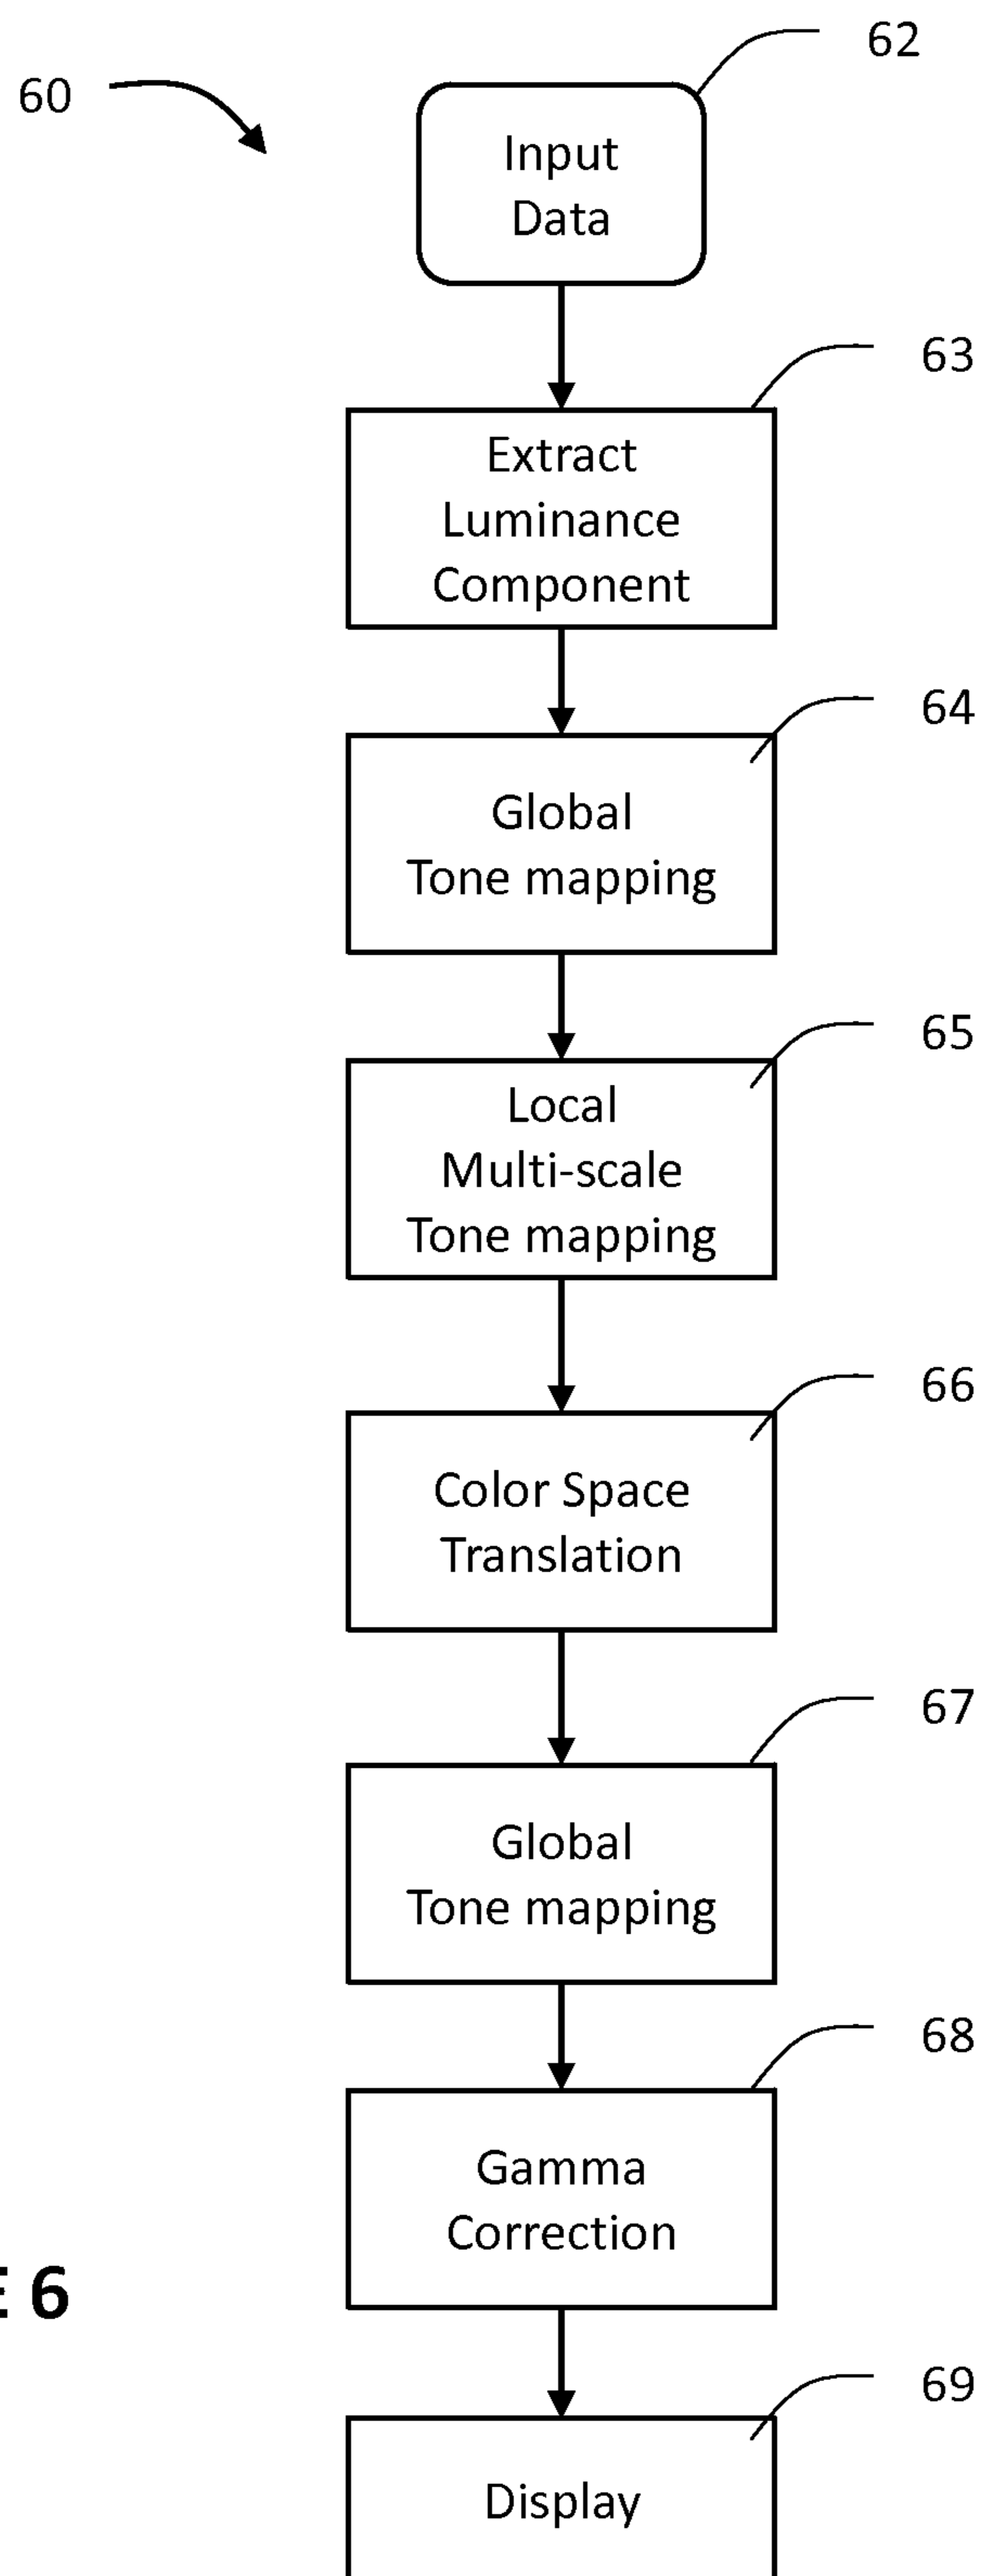 62
60
Input
Data
63
Extract
Luminance
Component
64
Global
Tone mapping
65
Local
Multi-scale
Tone mapping
66
Color Space
Translation
67
Global
Tone mapping
68
Gamma
Correction
E 6
69
Display